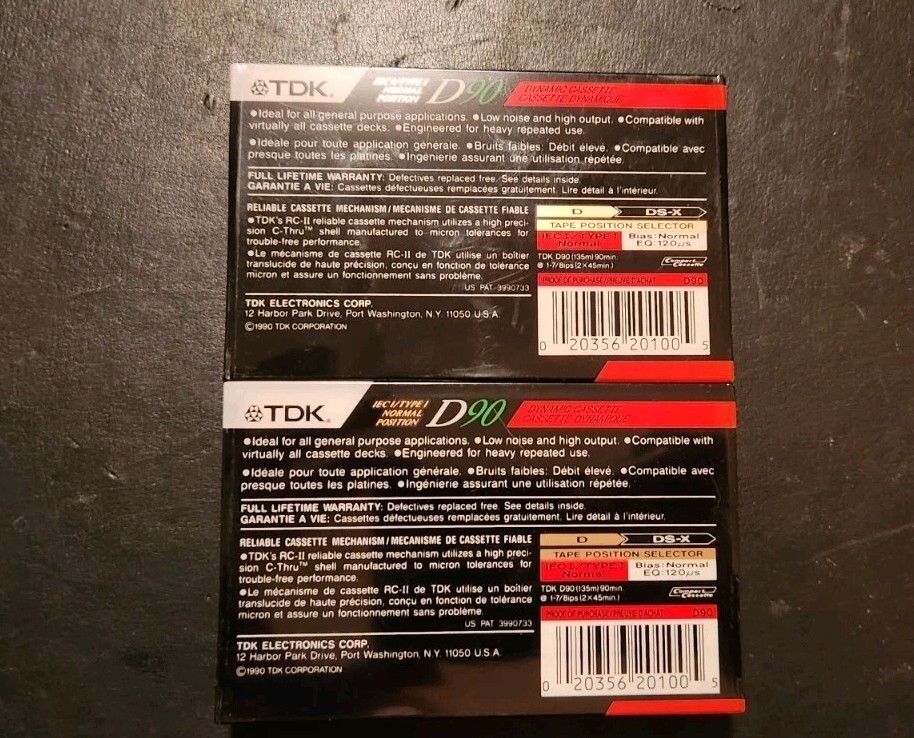 TDK.
IEC I/TYPE I
NORMAL
POSITION
D90
DYNAMIC CASSETTE
CASSETTE DYNAMIQUE
●Ideal for all general purpose applications. ●Low noise and high output. ●Compatible with
virtually all cassette decks. ●Engineered for heavy repeated use.
●Idéale pour toute application générale. ●Bruits faibles: Débit élevé. ●Compatible avec
presque toutes les platines. ●Ingénierie assurant une utilisation répétée.
FULL LIFETIME WARRANTY: Defectives replaced free. See details inside.
GARANTIE A VIE: Cassettes défectueuses remplacées gratuitement. Lire détail à l'intérieur.
RELIABLE CASSETTE MECHANISM/MECANISME DE CASSETTE FIABLE
●TDK's RC-II reliable cassette mechanism utilizes a high preci-
sion C-Thru™ shell manufactured to micron tolerances for
trouble-free performance.
●Le mécanisme de cassette RC-II de TDK utilise un boîtier
translucide de haute précision, conçu en fonction de tolérance
micron et assure un fonctionnement sans problème.
US PAT 3990733
TDK ELECTRONICS CORP.
12 Harbor Park Drive, Port Washington, N.Y. 11050 U.S.A.
©1990 TDK CORPORATION
D DS-X
TAPE POSITION SELECTOR
IEC I/TYPE I
Normal
Bias: Normal
EQ: 120µs
TDK D90(135m)90min.
@ 1-7/8ips(2×45min)
Compact
Cassette
PROOF OF PURCHASE/PREUVE D'ACHAT D90
0 20356 20100 5
TDK.
IEC I/TYPE I
NORMAL
POSITION
D90
DYNAMIC CASSETTE
CASSETTE DYNAMIQUE
●Ideal for all general purpose applications. ●Low noise and high output. ●Compatible with
virtually all cassette decks. ●Engineered for heavy repeated use.
●Idéale pour toute application générale. ●Bruits faibles: Débit élevé. ●Compatible avec
presque toutes les platines. ●Ingénierie assurant une utilisation répétée.
FULL LIFETIME WARRANTY: Defectives replaced free. See details inside.
GARANTIE A VIE: Cassettes défectueuses remplacées gratuitement. Lire détail à l'intérieur.
RELIABLE CASSETTE MECHANISM/MECANISME DE CASSETTE FIABLE
●TDK's RC-II reliable cassette mechanism utilizes a high preci-
sion C-Thru™ shell manufactured to micron tolerances for
trouble-free performance.
●Le mécanisme de cassette RC-II de TDK utilise un boîtier
translucide de haute précision, conçu en fonction de tolérance
micron et assure un fonctionnement sans problème.
US PAT 3990733
TDK ELECTRONICS CORP.
12 Harbor Park Drive, Port Washington, N.Y. 11050 U.S.A.
©1990 TDK CORPORATION
D DS-X
TAPE POSITION SELECTOR
IEC I/TYPE I
Normal
Bias: Normal
EQ: 120µs
TDK D90(135m)90min.
@ 1-7/8ips(2×45min)
Compact
Cassette
PROOF OF PURCHASE/PREUVE D'ACHAT D90
0 20356 20100 5